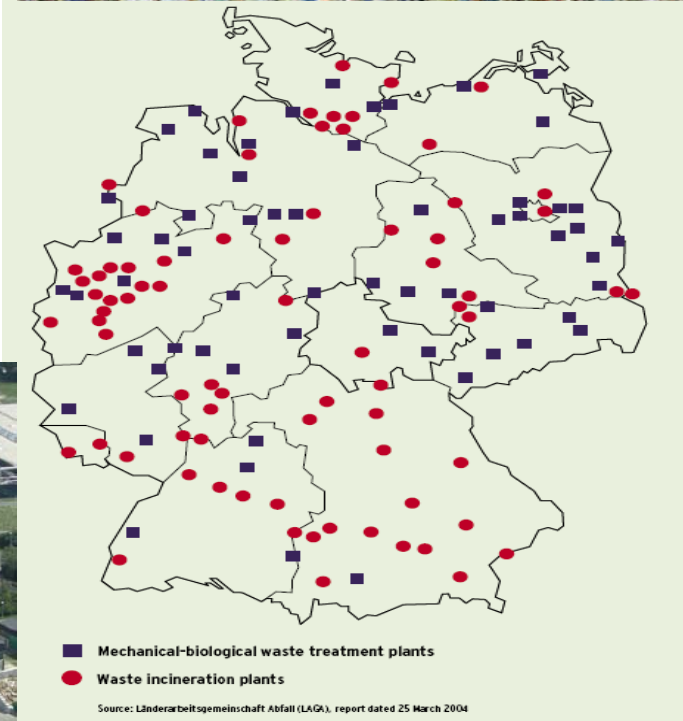 Mechanical-biological waste treatment plants
Waste incineration plants
Source: Länderarbeitsgemeinschaft Abfall (LAGA), report dated 25 March 2004